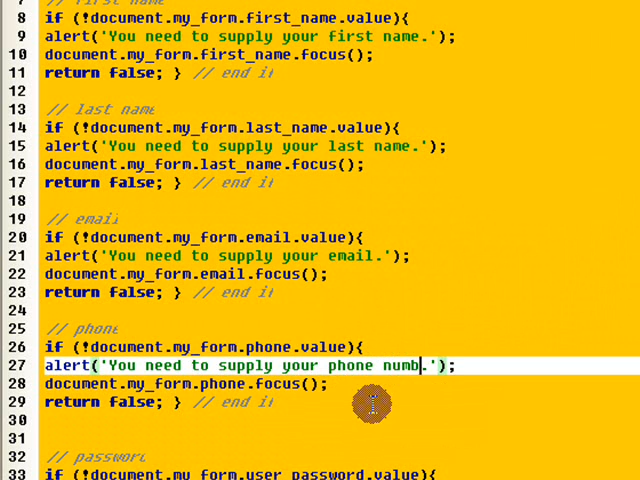 7 // first name
8 if (!document.my_form.first_name.value){
9 alert('You need to supply your first name.');
10 document.my_form.first_name.focus();
11 return false; } // end if
12
13 // last name
14 if (!document.my_form.last_name.value){
15 alert('You need to supply your last name.');
16 document.my_form.last_name.focus();
17 return false; } // end if
18
19 // email
20 if (!document.my_form.email.value){
21 alert('You need to supply your email.');
22 document.my_form.email.focus();
23 return false; } // end if
24
25 // phone
26 if (!document.my_form.phone.value){
27 alert('You need to supply your phone numb.');
28 document.my_form.phone.focus();
29 return false; } // end if
30
31
32 // password
33 if (!document.my_form.user_password.value){